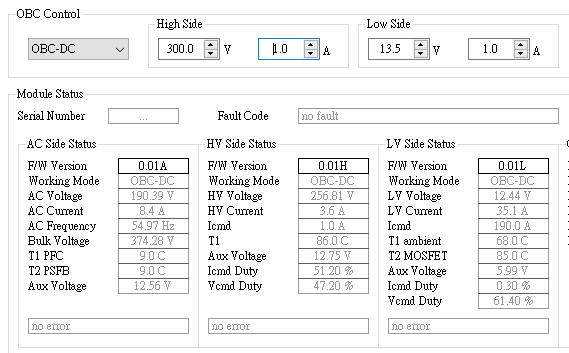 OBC Control
High Side
Low Side
OBC-DC 300.0 V 1.0 A 13.5 V 1.0 A
Module Status
Serial Number ... Fault Code no fault
AC Side Status
F/W Version 0.01A
Working Mode OBC-DC
AC Voltage 190.39 V
AC Current 8.4 A
AC Frequency 54.97 Hz
Bulk Voltage 374.28 V
T1 PFC 9.0 C
T2 PSFB 9.0 C
Aux Voltage 12.56 V
no error
HV Side Status
F/W Version 0.01H
Working Mode OBC-DC
HV Voltage 256.81 V
HV Current 3.6 A
Icmd 1.0 A
T1 86.0 C
Aux Voltage 12.75 V
Icmd Duty 51.20 %
Vcmd Duty 47.20 %
no error
LV Side Status
F/W Version 0.01L
Working Mode OBC-DC
LV Voltage 12.44 V
LV Current 35.1 A
Icmd 190.0 A
T1 ambient 68.0 C
T2 MOSFET 85.0 C
Aux Voltage 5.99 V
Icmd Duty 0.30 %
Vcmd Duty 61.40 %
no error